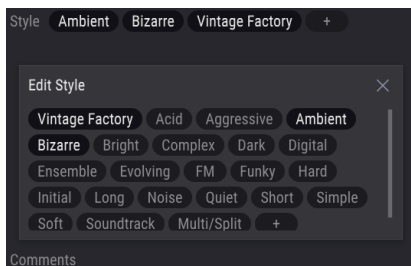 Style Ambient Bizarre Vintage Factory +
Edit Style
Vintage Factory Acid Aggressive Ambient
Bizarre Bright Complex Dark Digital
Ensemble Evolving FM Funky Hard
Initial Long Noise Quiet Short Simple
Soft Soundtrack Multi/Split +
Comments